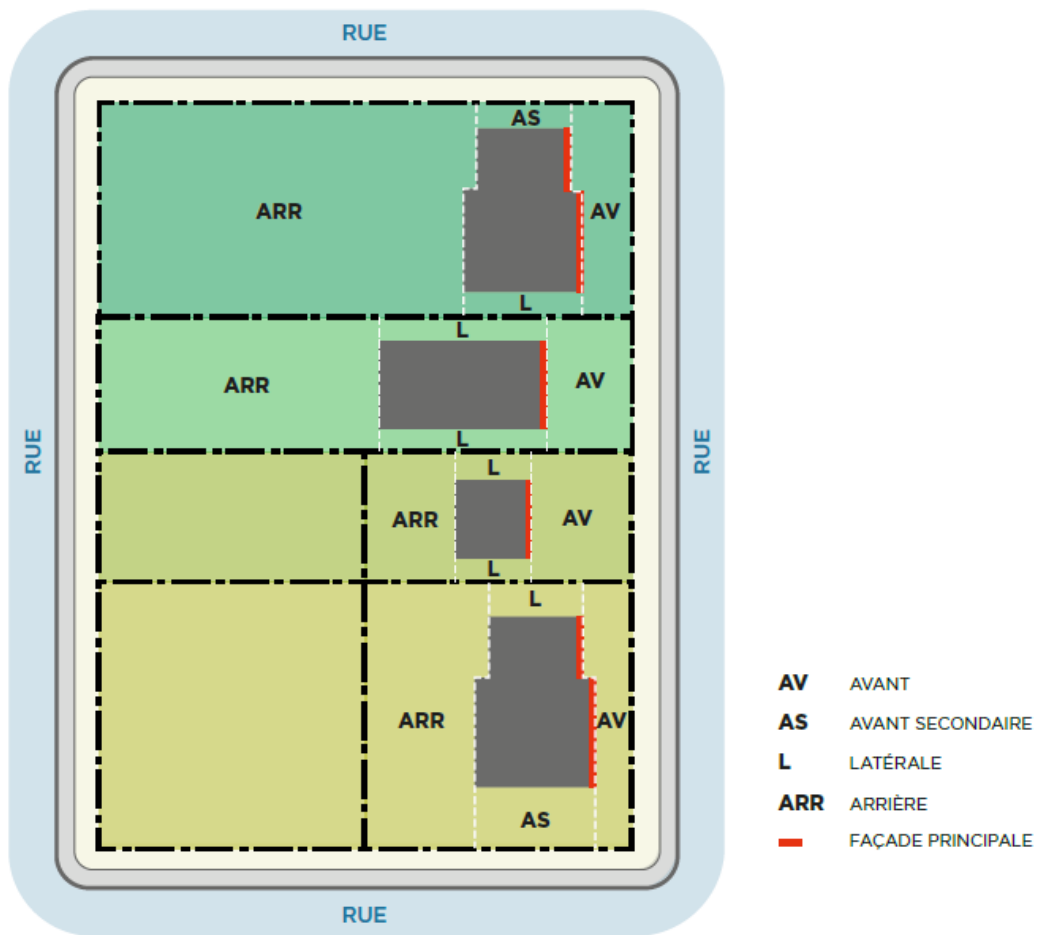 RUE
AS
ARR
AV
L
L
ARR
AV
L
RUE
RUE
L
ARR
AV
L
L
ARR
AV
AS
RUE
AV AVANT
AS AVANT SECONDAIRE
L LATÉRALE
ARR ARRIÈRE
FAÇADE PRINCIPALE